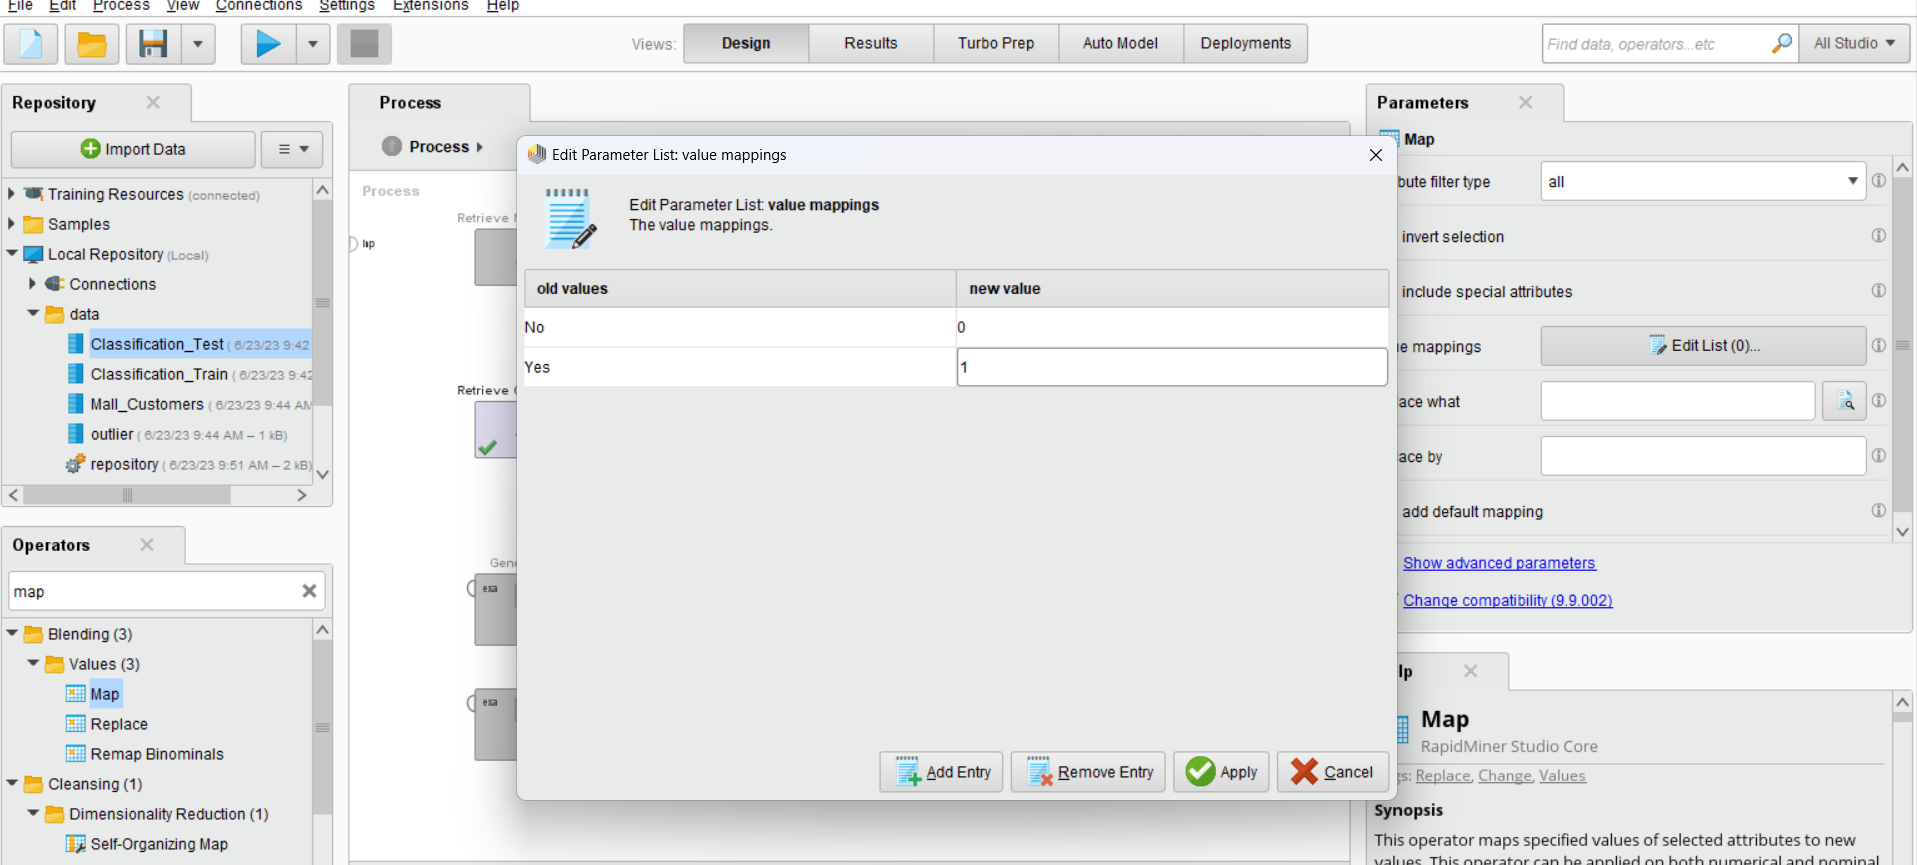 File Edit Process View Connections Settings Extensions Help
Views: Design Results Turbo Prep Auto Model Deployments
Find data, operators...etc All Studio
Repository
Import Data
Training Resources (connected)
Samples
Local Repository (Local)
Connections
data
Classification_Test ( 6/23/23 9:42
Classification_Train ( 6/23/23 9:42
Mall_Customers ( 6/23/23 9:44 AM
outlier ( 6/23/23 9:44 AM – 1 kB)
repository ( 6/23/23 9:51 AM – 2 kB)
Operators
map
Blending (3)
Values (3)
Map
Replace
Remap Binominals
Cleansing (1)
Dimensionality Reduction (1)
Self-Organizing Map
Process
Process
Process
Retrieve
inp
Retrieve
Gene
exa
exa
Edit Parameter List: value mappings
Edit Parameter List: value mappings
The value mappings.
old values new value
No 0
Yes 1
Add Entry Remove Entry Apply Cancel
Parameters
Map
bute filter type all
invert selection
include special attributes
e mappings Edit List (0)...
ace what
ace by
add default mapping
Show advanced parameters
Change compatibility (9.9.002)
lp
Map
RapidMiner Studio Core
gs: Replace, Change, Values
Synopsis
This operator maps specified values of selected attributes to new
values. This operator can be applied on both numerical and nominal